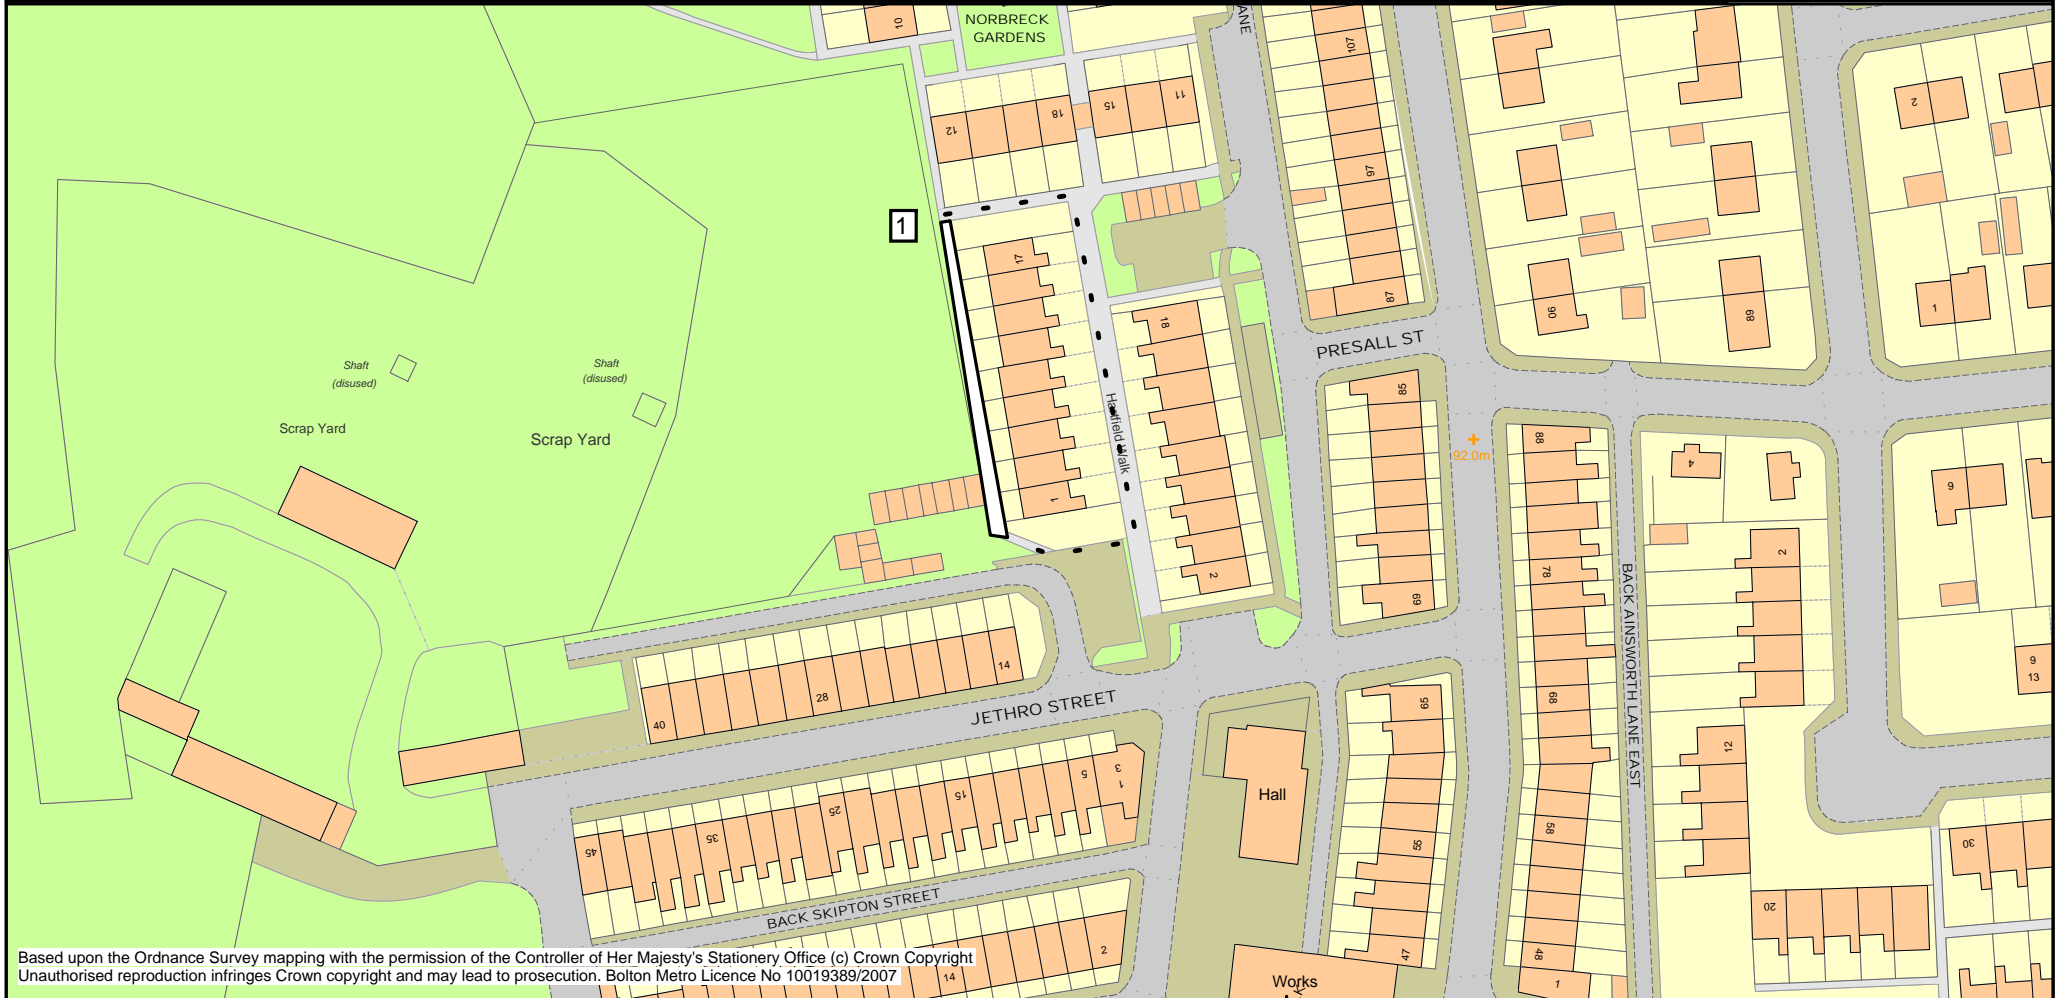 10
NORBRECK
GARDENS
ANE
107
2
12
18
15
11
97
1
17
87
90
89
1
18
PRESALL ST
Shaft
(disused)
Shaft
(disused)
Scrap Yard
Scrap Yard
85
Hatfield Walk
88
92.0m
4
9
1
2
78
2
69
BACK AINSWORTH LANE EAST
14
28
40
JETHRO STREET
65
68
9
13
12
3
1
5
15
25
35
45
Hall
55
58
30
BACK SKIPTON STREET
20
2
14
47
48
1
Works
Based upon the Ordnance Survey mapping with the permission of the Controller of Her Majesty's Stationery Office (c) Crown Copyright
Unauthorised reproduction infringes Crown copyright and may lead to prosecution. Bolton Metro Licence No 10019389/2007